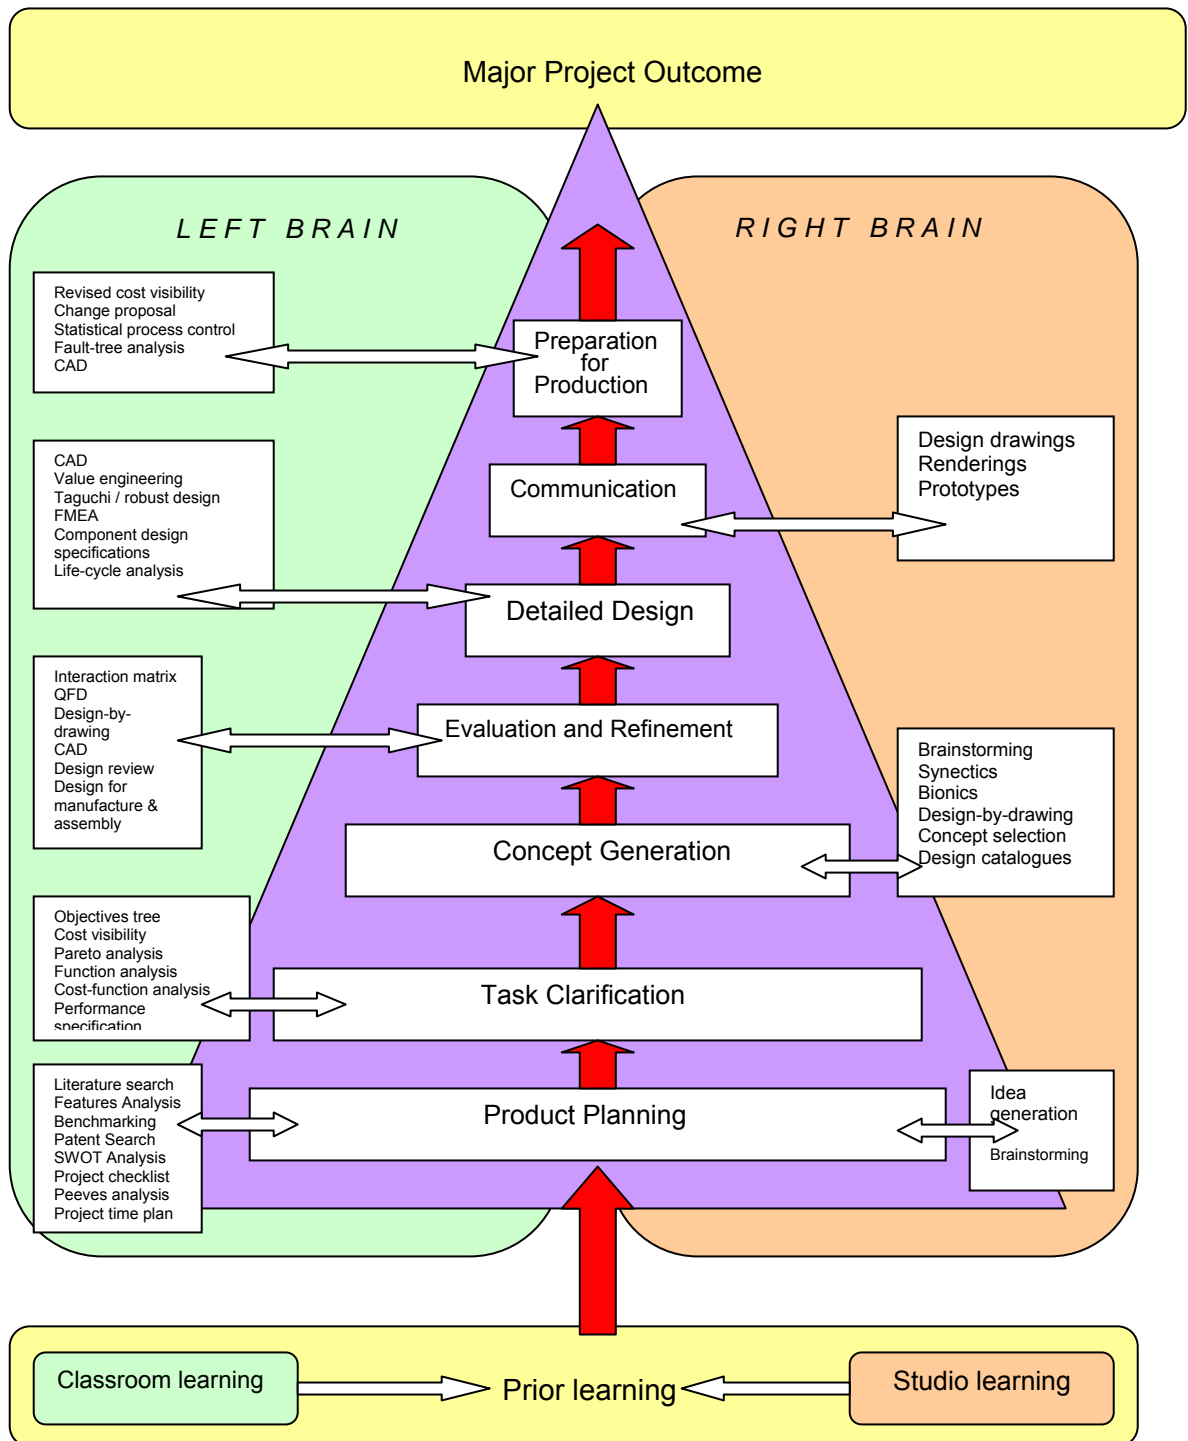 Major Project Outcome
LEFT BRAIN
RIGHT BRAIN
Revised cost visibility
Change proposal
Statistical process control
Fault-tree analysis
CAD
Preparation
for
Production
CAD
Value engineering
Taguchi / robust design
FMEA
Component design
specifications
Life-cycle analysis
Communication
Design drawings
Renderings
Prototypes
Detailed Design
Interaction matrix
QFD
Design-by-
drawing
CAD
Design review
Design for
manufacture &
assembly
Evaluation and Refinement
Brainstorming
Synectics
Bionics
Design-by-drawing
Concept selection
Design catalogues
Concept Generation
Objectives tree
Cost visibility
Pareto analysis
Function analysis
Cost-function analysis
Performance
specification
Task Clarification
Literature search
Features Analysis
Benchmarking
Patent Search
SWOT Analysis
Project checklist
Peeves analysis
Project time plan
Product Planning
Idea
generation
Brainstorming
Classroom learning
Prior learning
Studio learning